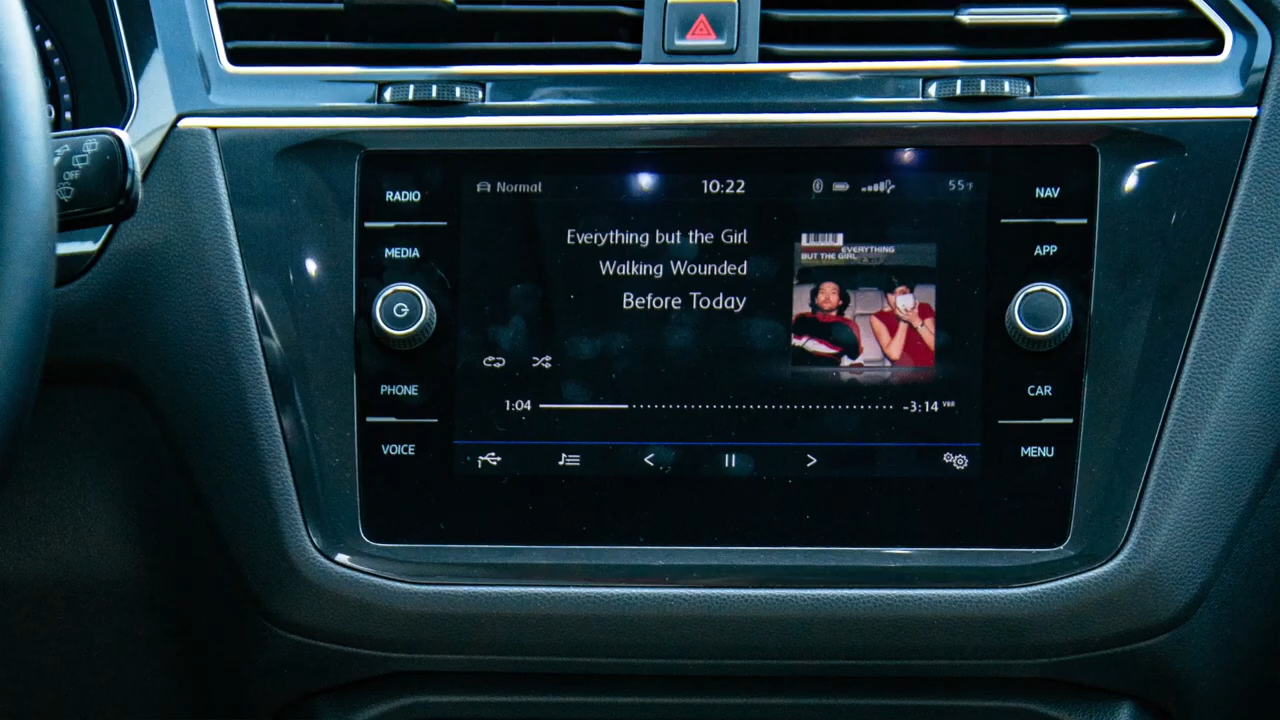 OFF
RADIO
MEDIA
PHONE
VOICE
Normal
10:22
55°F
Everything but the Girl
Walking Wounded
Before Today
EVERYTHING
BUT THE GIRL
1:04
-3:14 VBR
NAV
APP
CAR
MENU